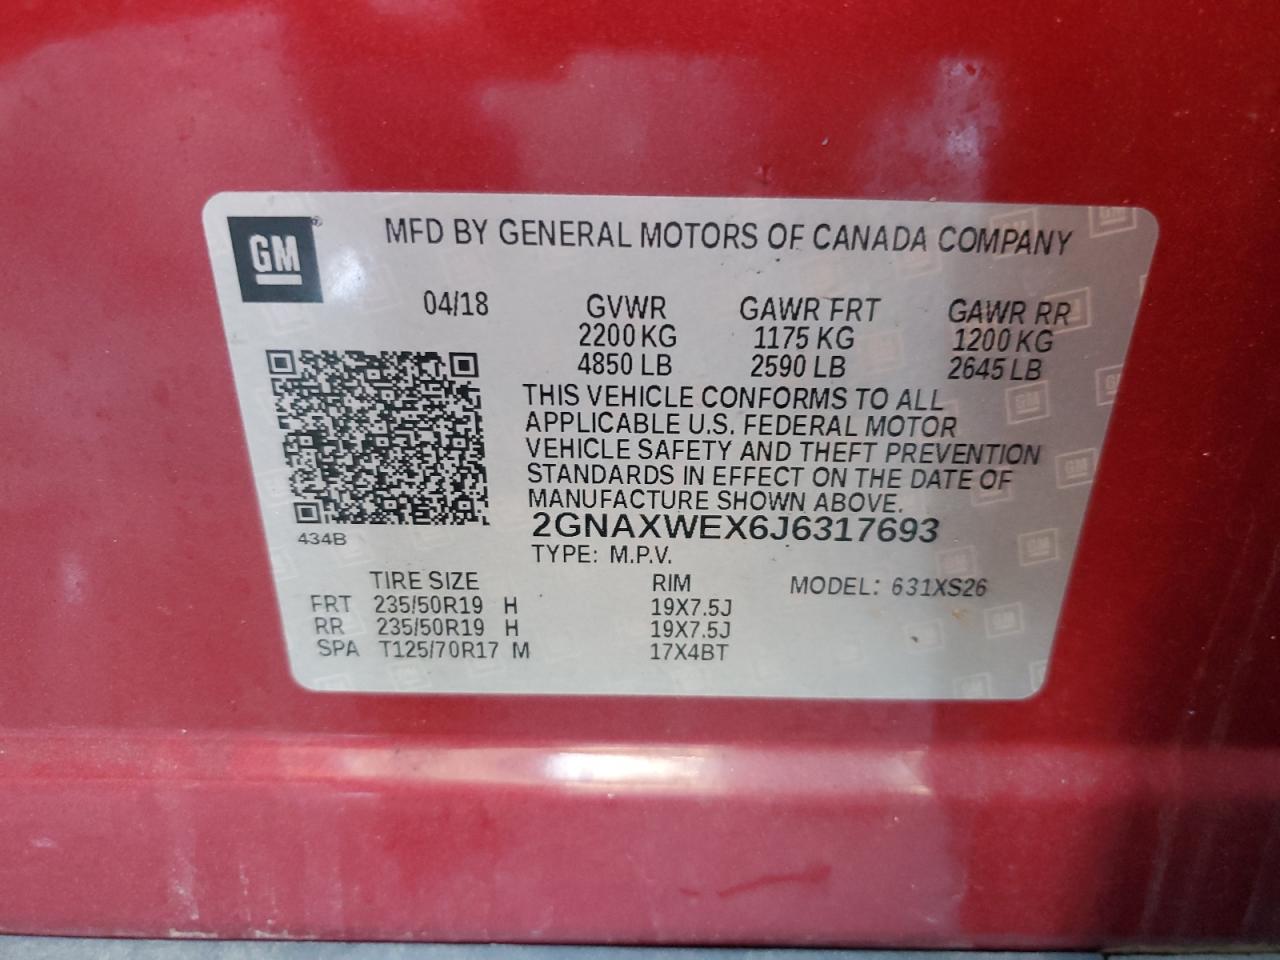 GM
MFD BY GENERAL MOTORS OF CANADA COMPANY
04/18 GVWR GAWR FRT GAWR RR
2200 KG 1175 KG 1200 KG
4850 LB 2590 LB 2645 LB
THIS VEHICLE CONFORMS TO ALL
APPLICABLE U.S. FEDERAL MOTOR
VEHICLE SAFETY AND THEFT PREVENTION
STANDARDS IN EFFECT ON THE DATE OF
MANUFACTURE SHOWN ABOVE.
2GNAXWEX6J6317693
434B
TYPE: M.P.V.
TIRE SIZE RIM MODEL: 631XS26
FRT 235/50R19 H 19X7.5J
RR 235/50R19 H 19X7.5J
SPA T125/70R17 M 17X4BT